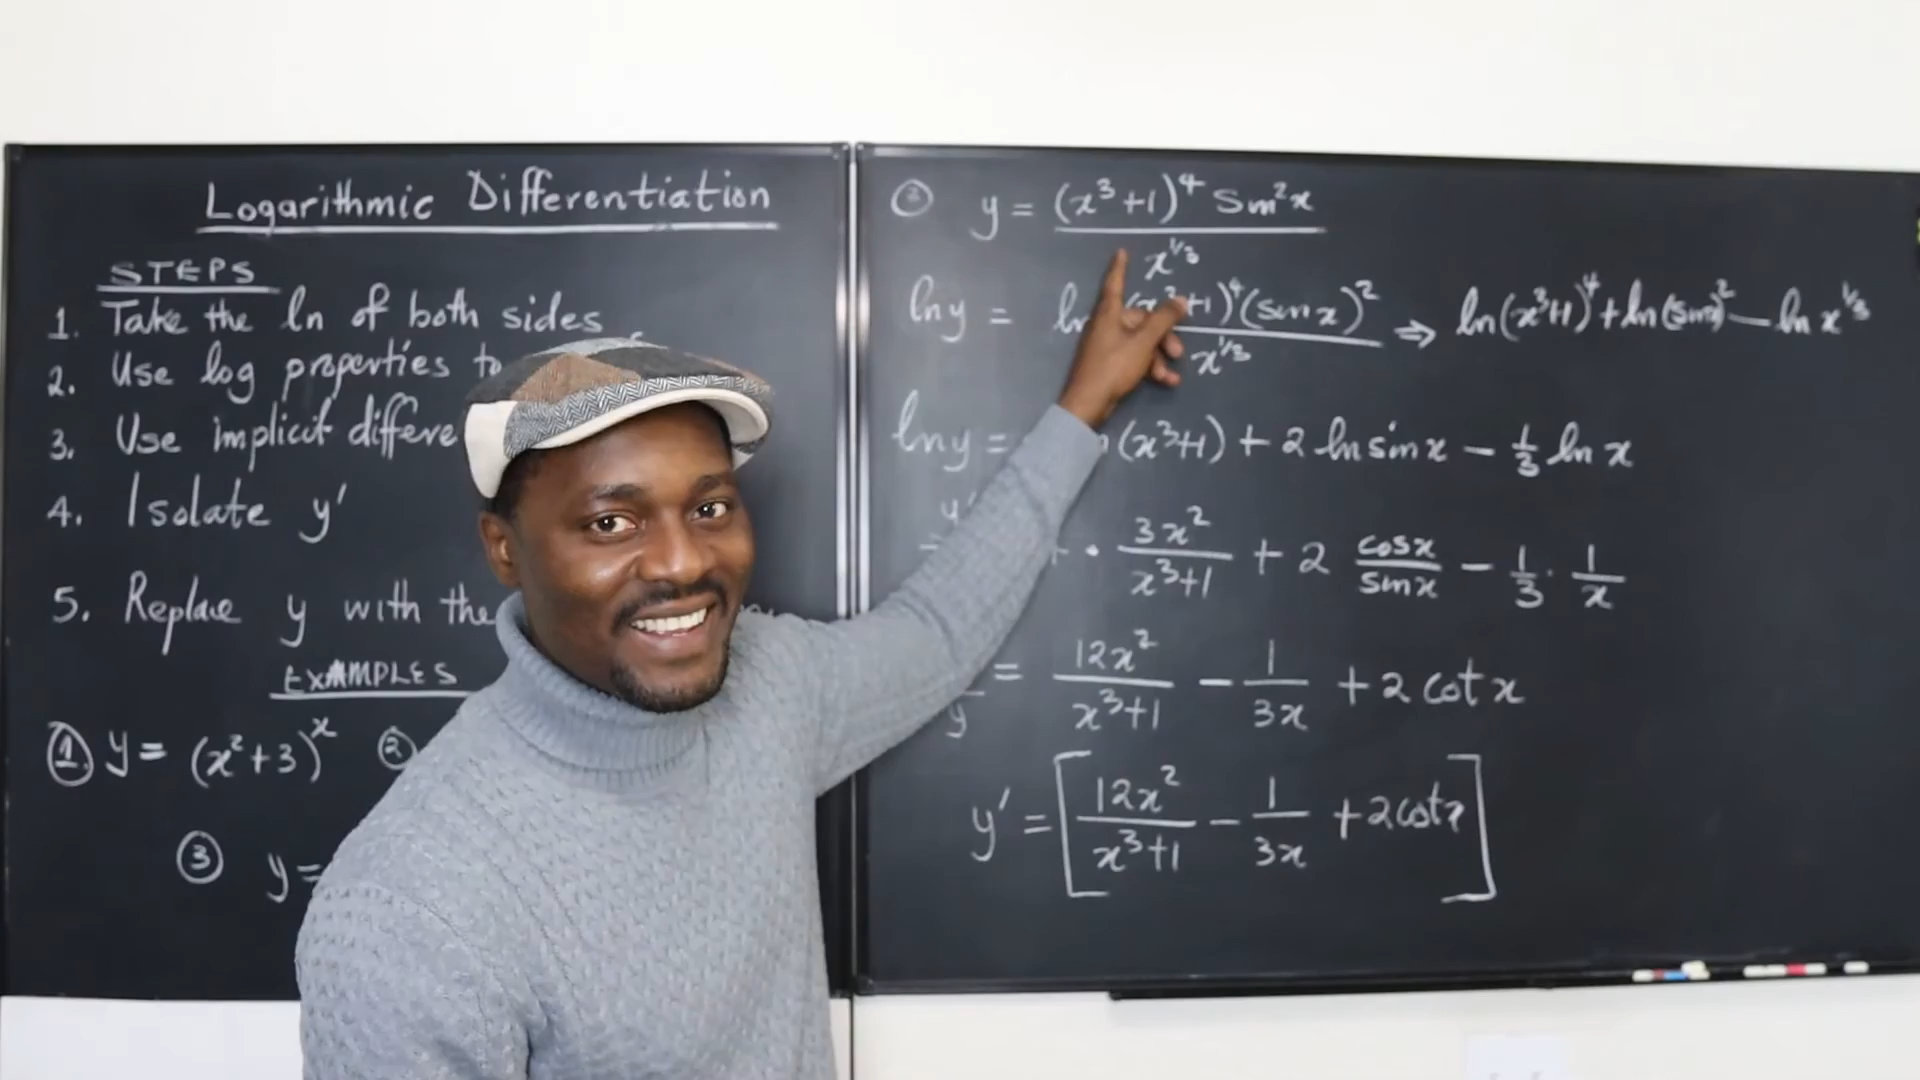 Logarithmic Differentiation
STEPS
1. Take the ln of both sides
2. Use log properties to
3. Use implicit differe
4. Isolate y'
5. Replace y with the
EXAMPLES
① y = (x²+3)ˣ ②
③ y =
② y = (x³+1)⁴ sin²x / x^(1/3)
ln y = ln (x³+1)⁴(sin x)² / x^(1/3) ⇒ ln(x³+1)⁴ + ln(sinx)² − ln x^(1/3)
ln y = (x³+1) + 2 ln sin x − 1/3 ln x
· 3x²/(x³+1) + 2 cosx/sinx − 1/3 · 1/x
y = 12x²/(x³+1) − 1/3x + 2 cot x
y' = [12x²/(x³+1) − 1/3x + 2cotx]